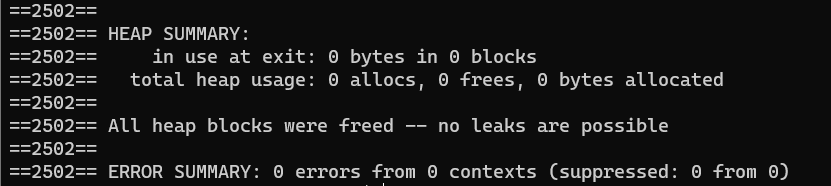 ==2502==
==2502== HEAP SUMMARY:
==2502==     in use at exit: 0 bytes in 0 blocks
==2502==   total heap usage: 0 allocs, 0 frees, 0 bytes allocated
==2502==
==2502== All heap blocks were freed -- no leaks are possible
==2502==
==2502== ERROR SUMMARY: 0 errors from 0 contexts (suppressed: 0 from 0)